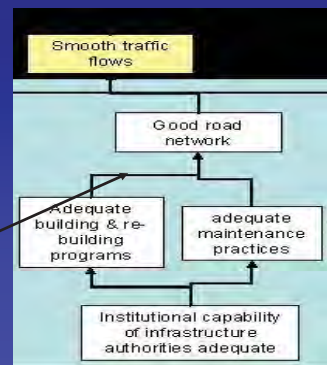 Smooth traffic
flows
Good road
network
Adequate
building & re-
building
programs
adequate
maintenance
practices
Institutional capability
of infrastructure
authorities adequate